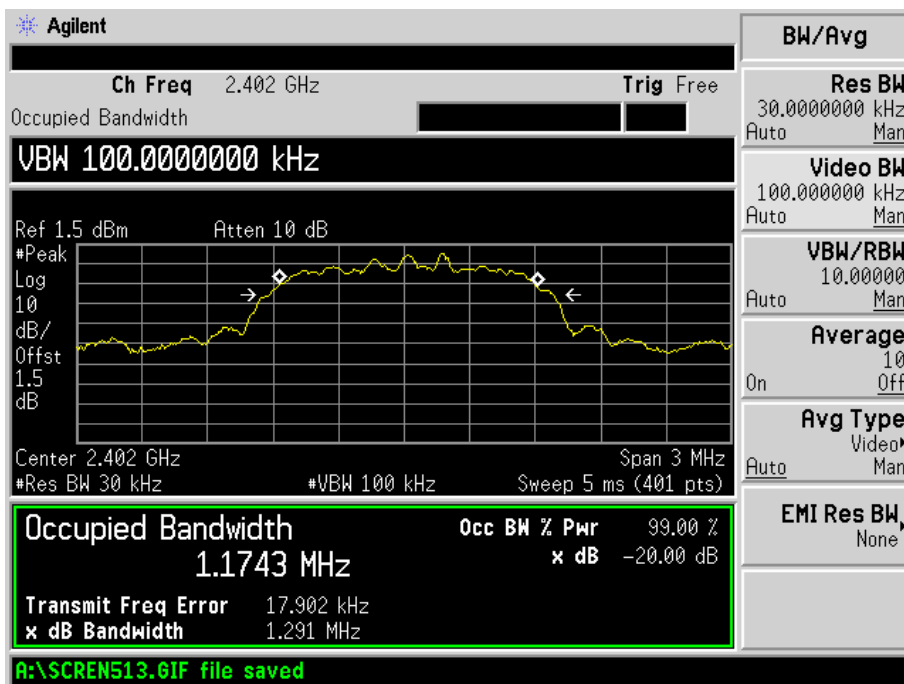 Agilent
Ch Freq 2.402 GHz Trig Free
Occupied Bandwidth
VBW 100.0000000 kHz
Ref 1.5 dBm Atten 10 dB
#Peak
Log
10
dB/
Offst
1.5
dB
Center 2.402 GHz Span 3 MHz
#Res BW 30 kHz #VBW 100 kHz Sweep 5 ms (401 pts)
Occupied Bandwidth Occ BW % Pwr 99.00 %
1.1743 MHz x dB -20.00 dB
Transmit Freq Error 17.902 kHz
x dB Bandwidth 1.291 MHz
A:\SCREN513.GIF file saved
BW/Avg
Res BW
30.0000000 kHz
Auto Man
Video BW
100.000000 kHz
Auto Man
VBW/RBW
10.00000
Auto Man
Average
10
On Off
Avg Type
Video
Auto Man
EMI Res BW
None